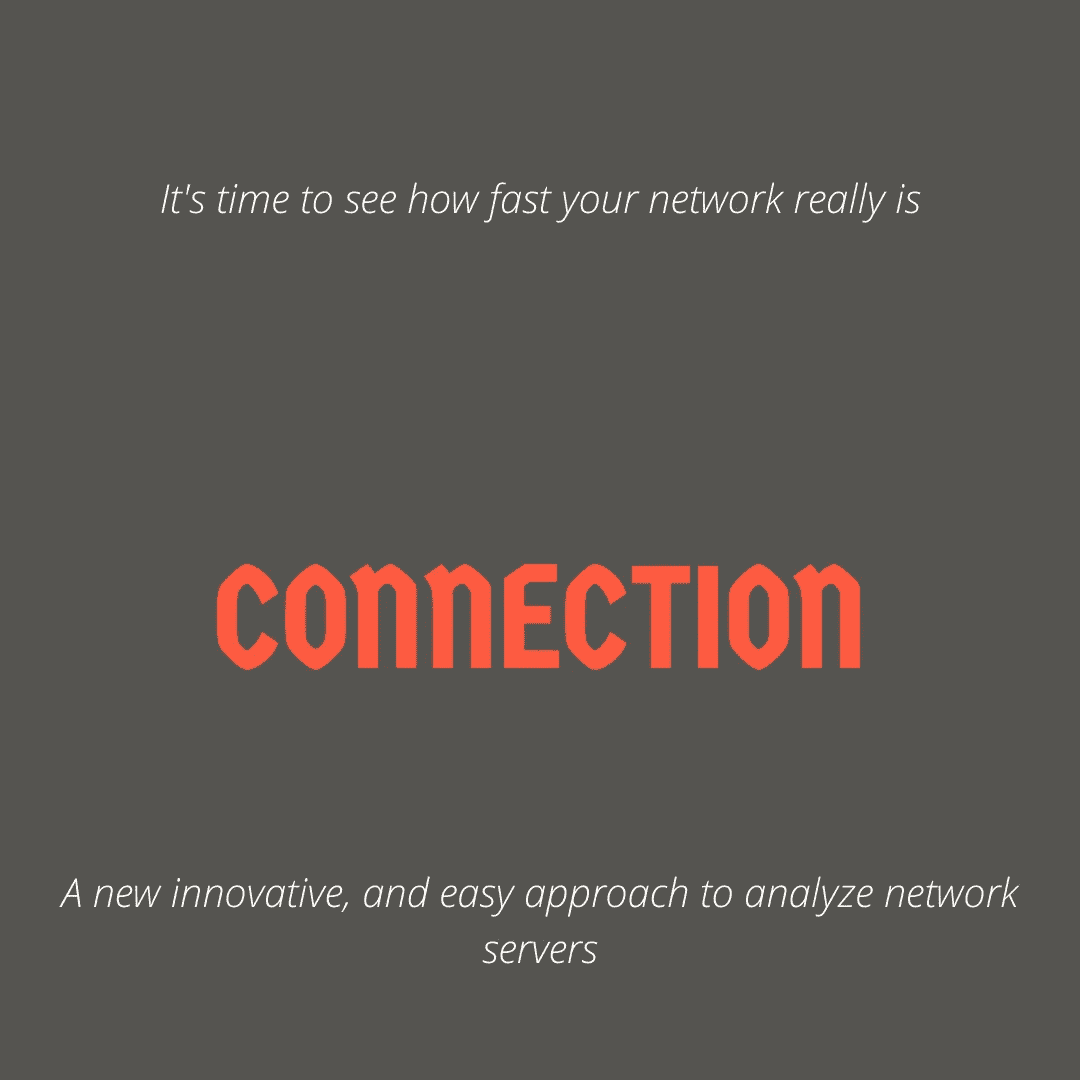 It's time to see how fast your network really is
CONNECTION
A new innovative, and easy approach to analyze network
servers